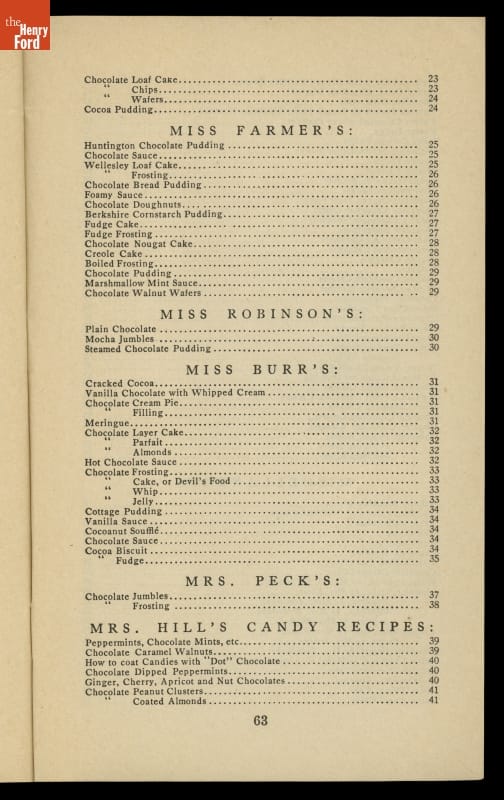 the
Henry
Ford
Chocolate Loaf Cake........................ 23
" Chips........................ 23
" Wafers........................ 24
Cocoa Pudding........................ 24
MISS FARMER'S:
Huntington Chocolate Pudding........................ 25
Chocolate Sauce........................ 25
Wellesley Loaf Cake........................ 25
" Frosting........................ 26
Chocolate Bread Pudding........................ 26
Foamy Sauce........................ 26
Chocolate Doughnuts........................ 26
Berkshire Cornstarch Pudding........................ 27
Fudge Cake........................ 27
Fudge Frosting........................ 27
Chocolate Nougat Cake........................ 28
Creole Cake........................ 28
Boiled Frosting........................ 28
Chocolate Pudding........................ 29
Marshmallow Mint Sauce........................ 29
Chocolate Walnut Wafers........................ 29
MISS ROBINSON'S:
Plain Chocolate........................ 29
Mocha Jumbles........................ 30
Steamed Chocolate Pudding........................ 30
MISS BURR'S:
Cracked Cocoa........................ 31
Vanilla Chocolate with Whipped Cream........................ 31
Chocolate Cream Pie........................ 31
" Filling........................ 31
Meringue........................ 31
Chocolate Layer Cake........................ 32
" Parfait........................ 32
" Almonds........................ 32
Hot Chocolate Sauce........................ 32
Chocolate Frosting........................ 33
" Cake, or Devil's Food........................ 33
" Whip........................ 33
" Jelly........................ 33
Cottage Pudding........................ 34
Vanilla Sauce........................ 34
Cocoanut Soufflé........................ 34
Chocolate Sauce........................ 34
Cocoa Biscuit........................ 34
" Fudge........................ 35
MRS. PECK'S:
Chocolate Jumbles........................ 37
" Frosting........................ 38
MRS. HILL'S CANDY RECIPES:
Peppermints, Chocolate Mints, etc........................ 39
Chocolate Caramel Walnuts........................ 39
How to coat Candies with "Dot" Chocolate........................ 40
Chocolate Dipped Peppermints........................ 40
Ginger, Cherry, Apricot and Nut Chocolates........................ 40
Chocolate Peanut Clusters........................ 41
" Coated Almonds........................ 41
63